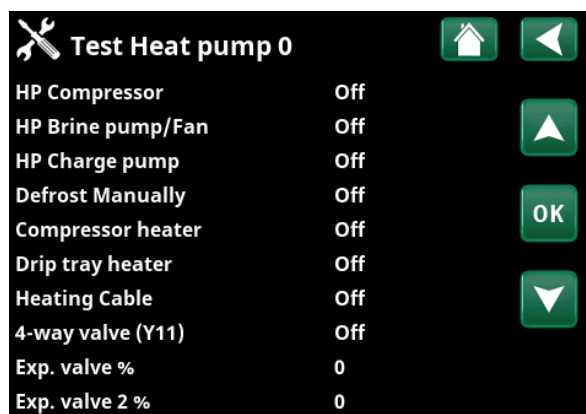 Test Heat pump 0
HP Compressor Off
HP Brine pump/Fan Off
HP Charge pump Off
Defrost Manually Off
Compressor heater Off
Drip tray heater Off
Heating Cable Off
4-way valve (Y11) Off
Exp. valve % 0
Exp. valve 2 % 0
OK